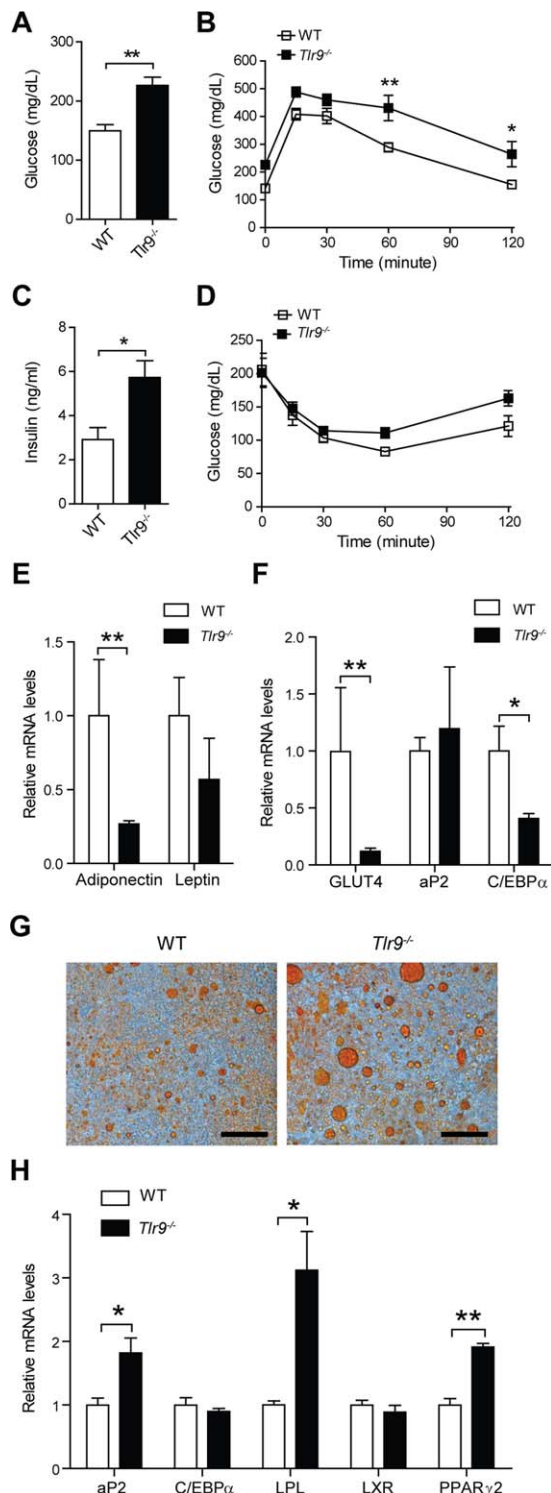 A
Glucose (mg/dL)
300
200
100
0
**
WT
Tlr9-/-
B
WT
Tlr9-/-
Glucose (mg/dL)
600
500
400
300
200
100
0
**
*
0 30 60 90 120
Time (minute)
C
Insulin (ng/ml)
9
6
3
0
*
WT
Tlr9-/-
D
WT
Tlr9-/-
Glucose (mg/dL)
250
200
150
100
50
0
0 30 60 90 120
Time (minute)
E
WT
Tlr9-/-
Relative mRNA levels
1.5
1.0
0.5
0.0
**
Adiponectin Leptin
F
WT
Tlr9-/-
Relative mRNA levels
2.0
1.5
1.0
0.5
0.0
**
*
GLUT4 aP2 C/EBPα
G
WT Tlr9-/-
H
WT
Tlr9-/-
Relative mRNA levels
4
3
2
1
0
*
*
**
aP2 C/EBPα LPL LXR PPARγ2